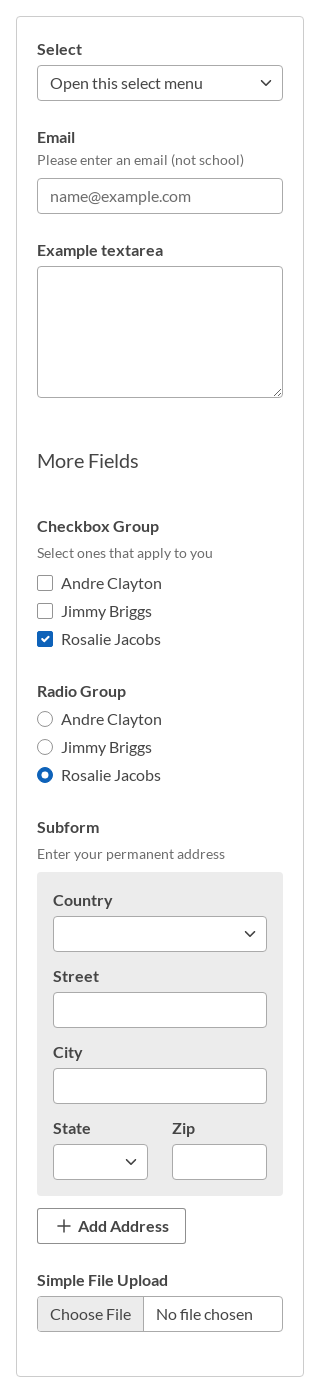 Select
Open this select menu
Email
Please enter an email (not school)
name@example.com
Example textarea
More Fields
Checkbox Group
Select ones that apply to you
Andre Clayton
Jimmy Briggs
Rosalie Jacobs
Radio Group
Andre Clayton
Jimmy Briggs
Rosalie Jacobs
Subform
Enter your permanent address
Country
Street
City
State Zip
Add Address
Simple File Upload
Choose File No file chosen